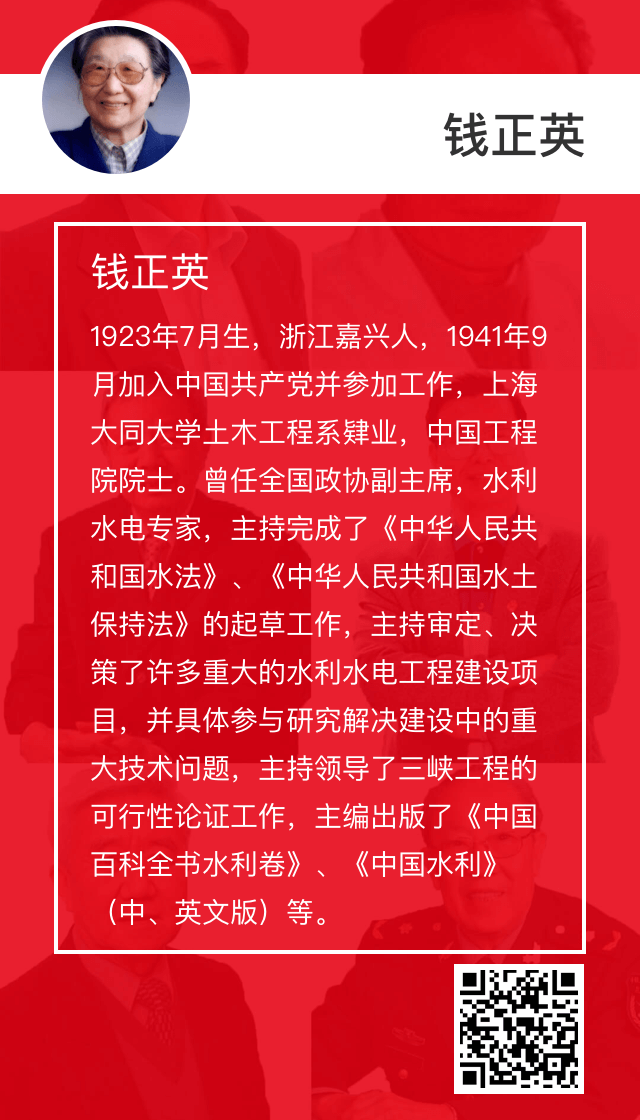 钱正英
钱正英
1923年7月生，浙江嘉兴人，1941年9
月加入中国共产党并参加工作，上海
大同大学土木工程系肄业，中国工程
院院士。曾任全国政协副主席，水利
水电专家，主持完成了《中华人民共
和国水法》、《中华人民共和国水土
保持法》的起草工作，主持审定、决
策了许多重大的水利水电工程建设项
目，并具体参与研究解决建设中的重
大技术问题，主持领导了三峡工程的
可行性论证工作，主编出版了《中国
百科全书水利卷》、《中国水利》
（中、英文版）等。